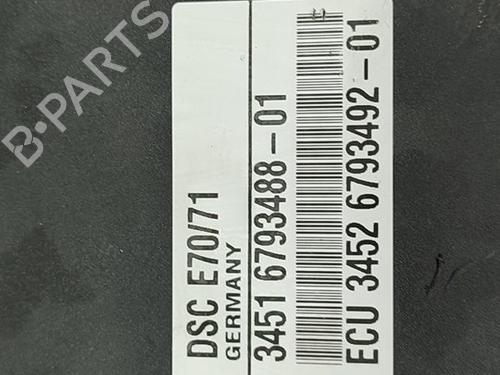 DSC E70/71
GERMANY
3451 6793488-01
ECU 3452 6793492-01
B-PARTS